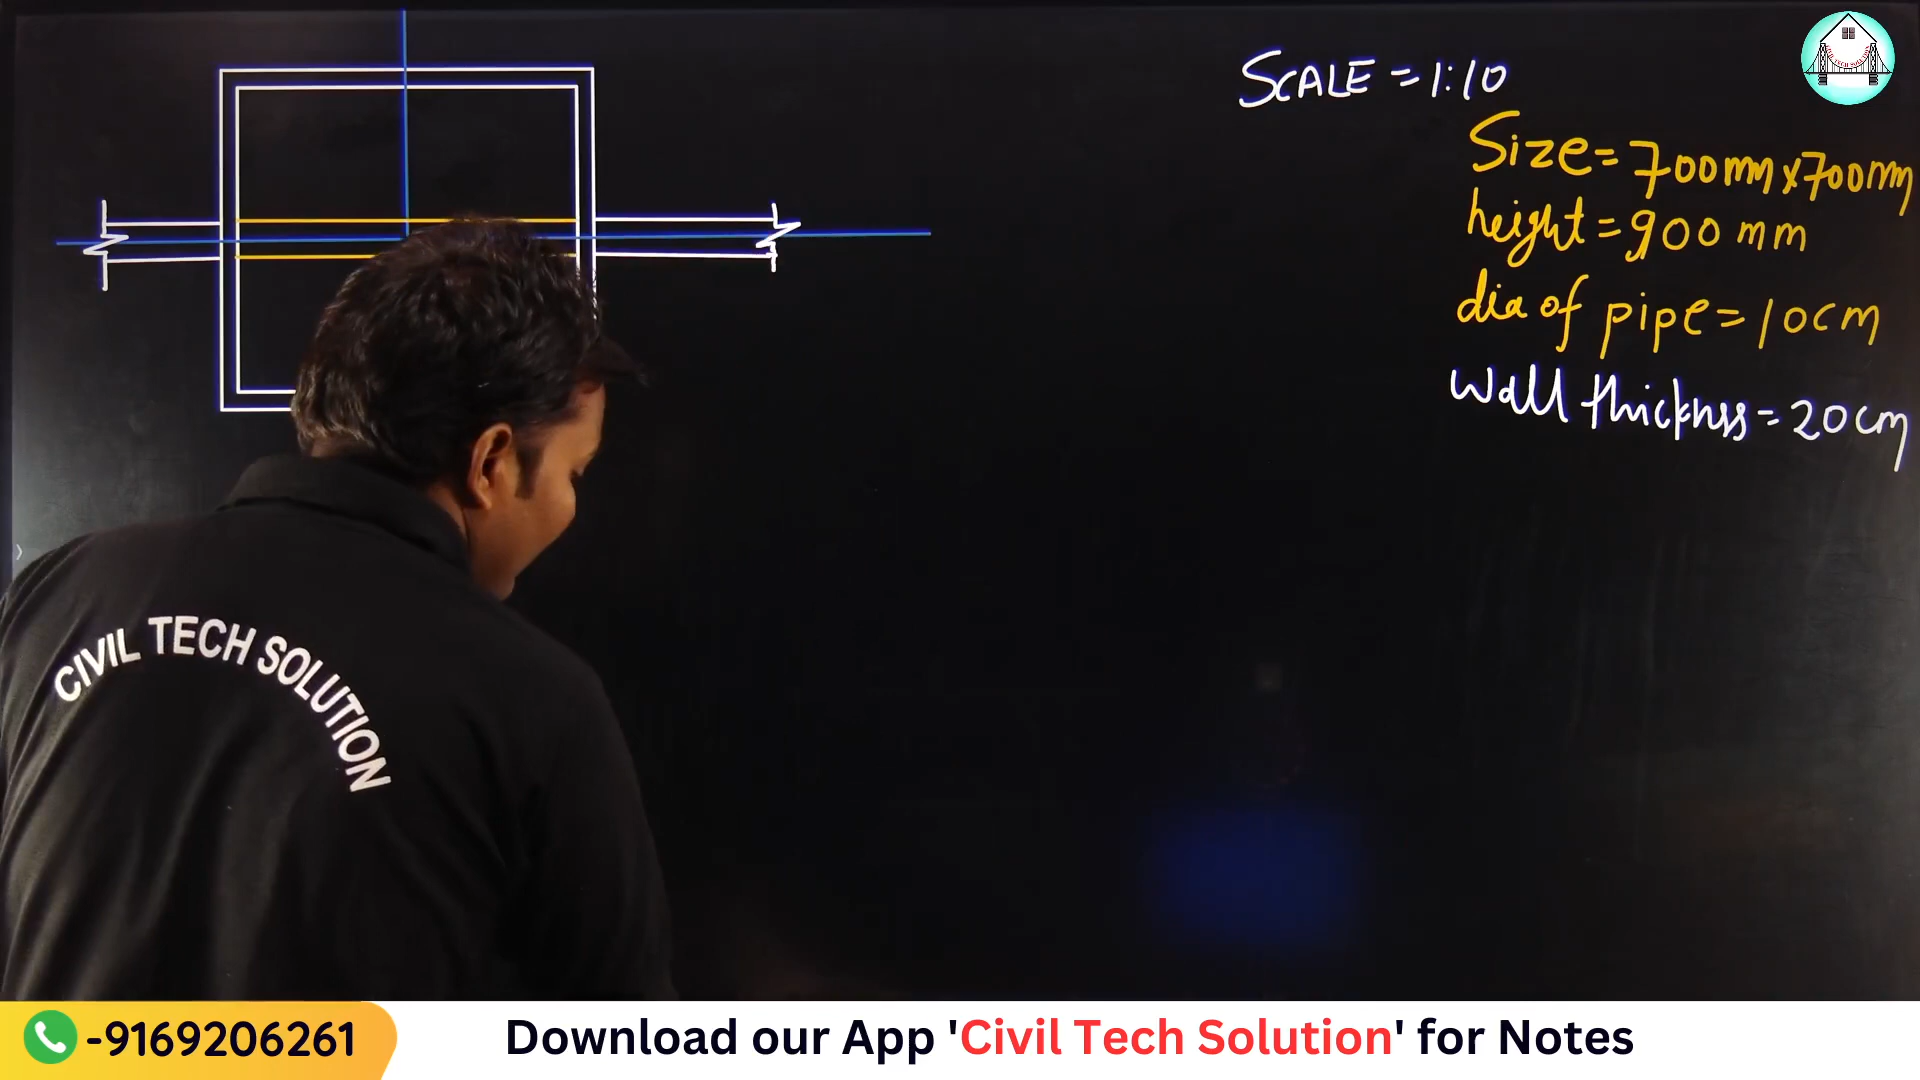 SCALE = 1:10
Size = 700mm x 700mm
height = 900 mm
dia of pipe = 10cm
wall thicknss = 20cm
CIVIL TECH SOLUTION
-9169206261
Download our App 'Civil Tech Solution' for Notes